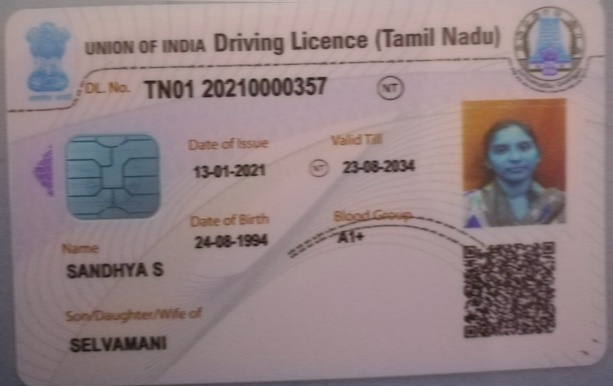 UNION OF INDIA Driving Licence (Tamil Nadu)
DL. No. TN01 20210000357 NT
Date of Issue Valid Till
13-01-2021 NT 23-08-2034
Date of Birth Blood Group
24-08-1994 A1+
Name
SANDHYA S
Son/Daughter/Wife of
SELVAMANI